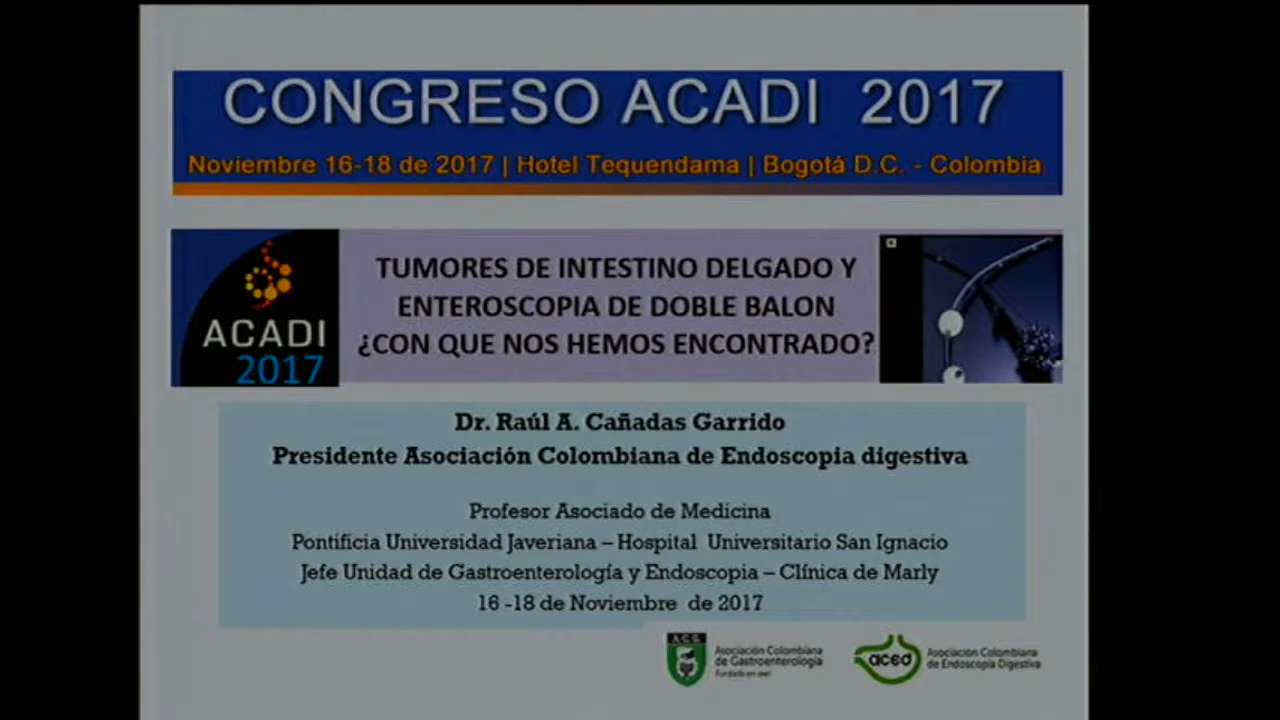 CONGRESO ACADI 2017
Noviembre 16-18 de 2017 | Hotel Tequendama | Bogotá D.C. - Colombia
ACADI
2017
TUMORES DE INTESTINO DELGADO Y
ENTEROSCOPIA DE DOBLE BALON
¿CON QUE NOS HEMOS ENCONTRADO?
Dr. Raúl A. Cañadas Garrido
Presidente Asociación Colombiana de Endoscopia digestiva
Profesor Asociado de Medicina
Pontificia Universidad Javeriana – Hospital Universitario San Ignacio
Jefe Unidad de Gastroenterología y Endoscopia – Clínica de Marly
16 -18 de Noviembre de 2017
A.C.G.
Asociación Colombiana
de Gastroenterología
Fundada en
aced
Asociación Colombiana
de Endoscopia Digestiva